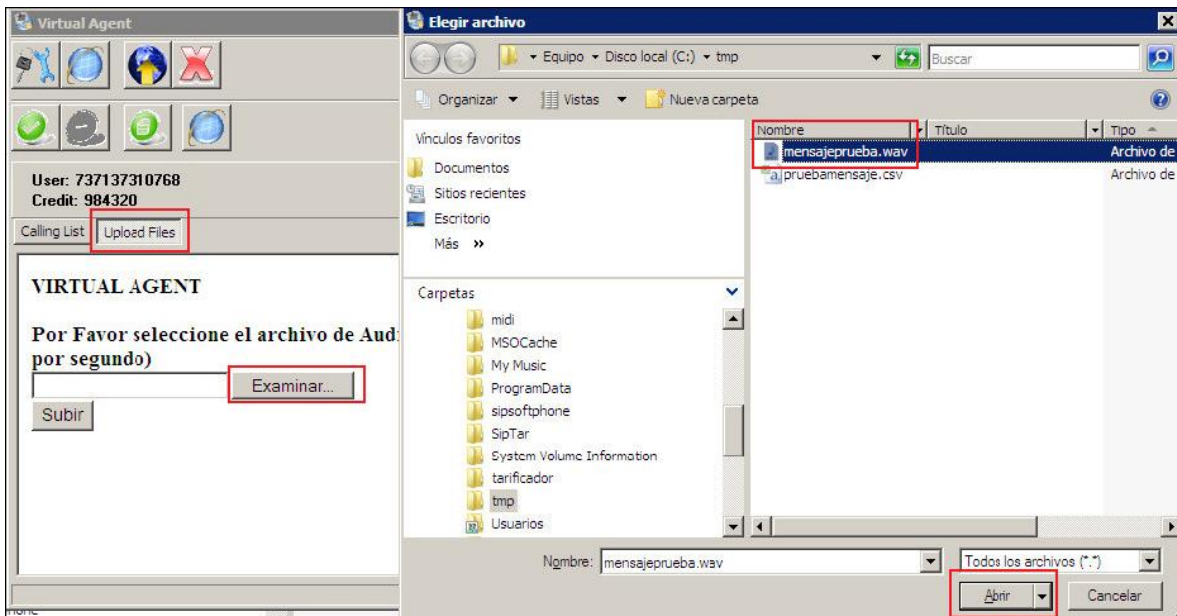 Virtual Agent
User: 737137310768
Credit: 984320
Calling List Upload Files
VIRTUAL AGENT
Por Favor seleccione el archivo de Aud
por segundo)
Examinar...
Subir
Elegir archivo
Equipo Disco local (C:) tmp
Buscar
Organizar Vistas Nueva carpeta
Vínculos favoritos
Documentos
Sitios recientes
Escritorio
Más »
Carpetas
midi
MSOCache
My Music
ProgramData
sipsoftphone
SipTar
System Volume Information
tarificador
tmp
Usuarios
Nombre Título Tipo
mensajeprueba.wav Archivo de
pruebamensaje.csv Archivo de
Nombre: mensajeprueba.wav Todos los archivos (*.*)
Abrir Cancelar